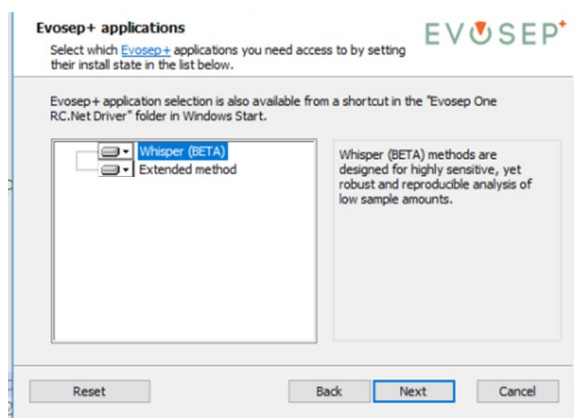 Evosep+ applications
EVOSEP+
Select which Evosep+ applications you need access to by setting
their install state in the list below.
Evosep+ application selection is also available from a shortcut in the "Evosep One
RC.Net Driver" folder in Windows Start.
Whisper (BETA)
Extended method
Whisper (BETA) methods are
designed for highly sensitive, yet
robust and reproducible analysis of
low sample amounts.
Reset
Back
Next
Cancel